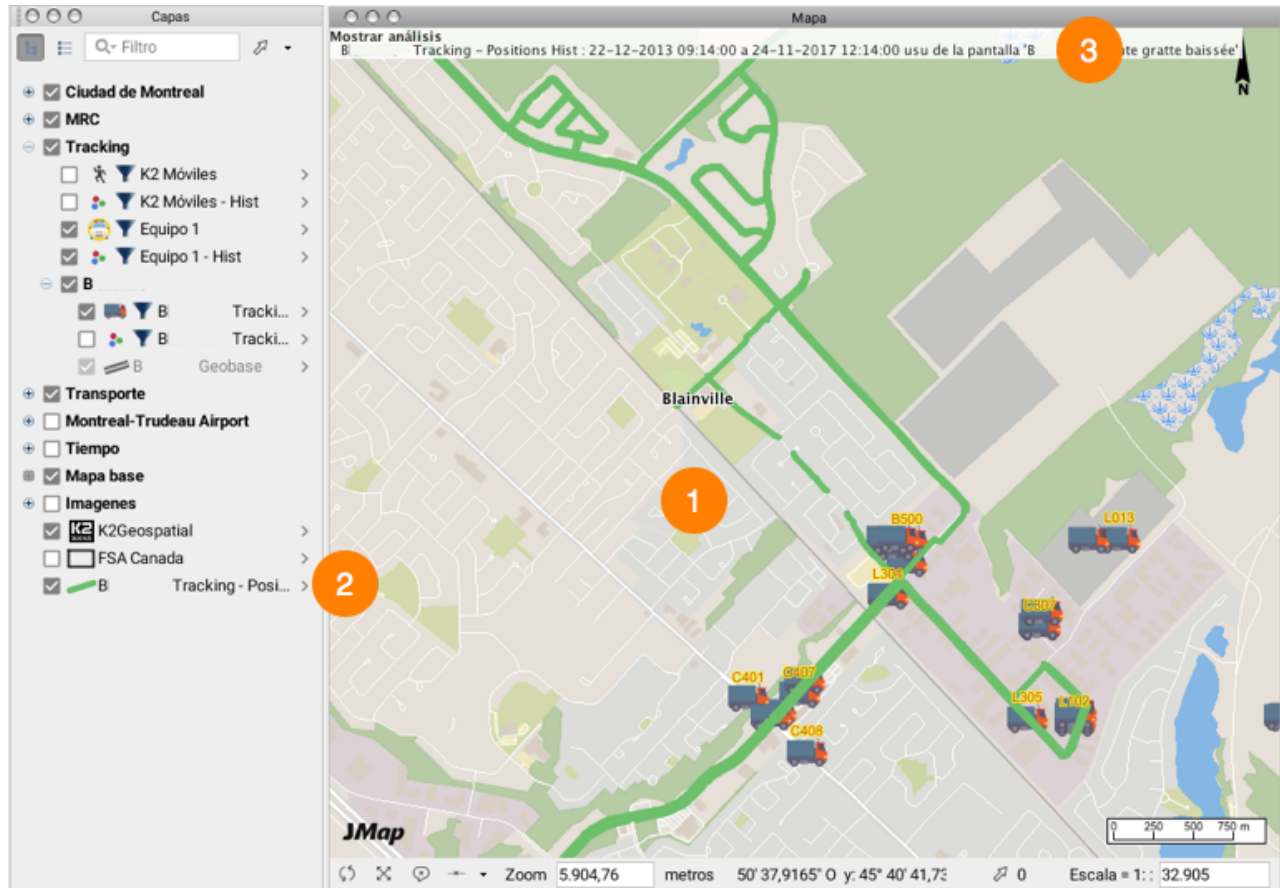 Capas
Filtro
Ciudad de Montreal
MRC
Tracking
K2 Móviles
K2 Móviles - Hist
Equipo 1
Equipo 1 - Hist
B
B Tracki...
B Tracki...
B Geobase
Transporte
Montreal-Trudeau Airport
Tiempo
Mapa base
Imagenes
K2 K2Geospatial
FSA Canada
B Tracking - Posi...
2
Mapa
Mostrar análisis
B Tracking - Positions Hist : 22-12-2013 09:14:00 a 24-11-2017 12:14:00 usu de la pantalla 'B te gratte baissée'
3
N
Blainville
1
B500
L013
L304
C401
C407
L305
L102
C408
JMap
0 250 500 750 m
Zoom 5.904,76 metros 50' 37,9165" O y: 45° 40' 41,73 0 Escala = 1:: 32.905